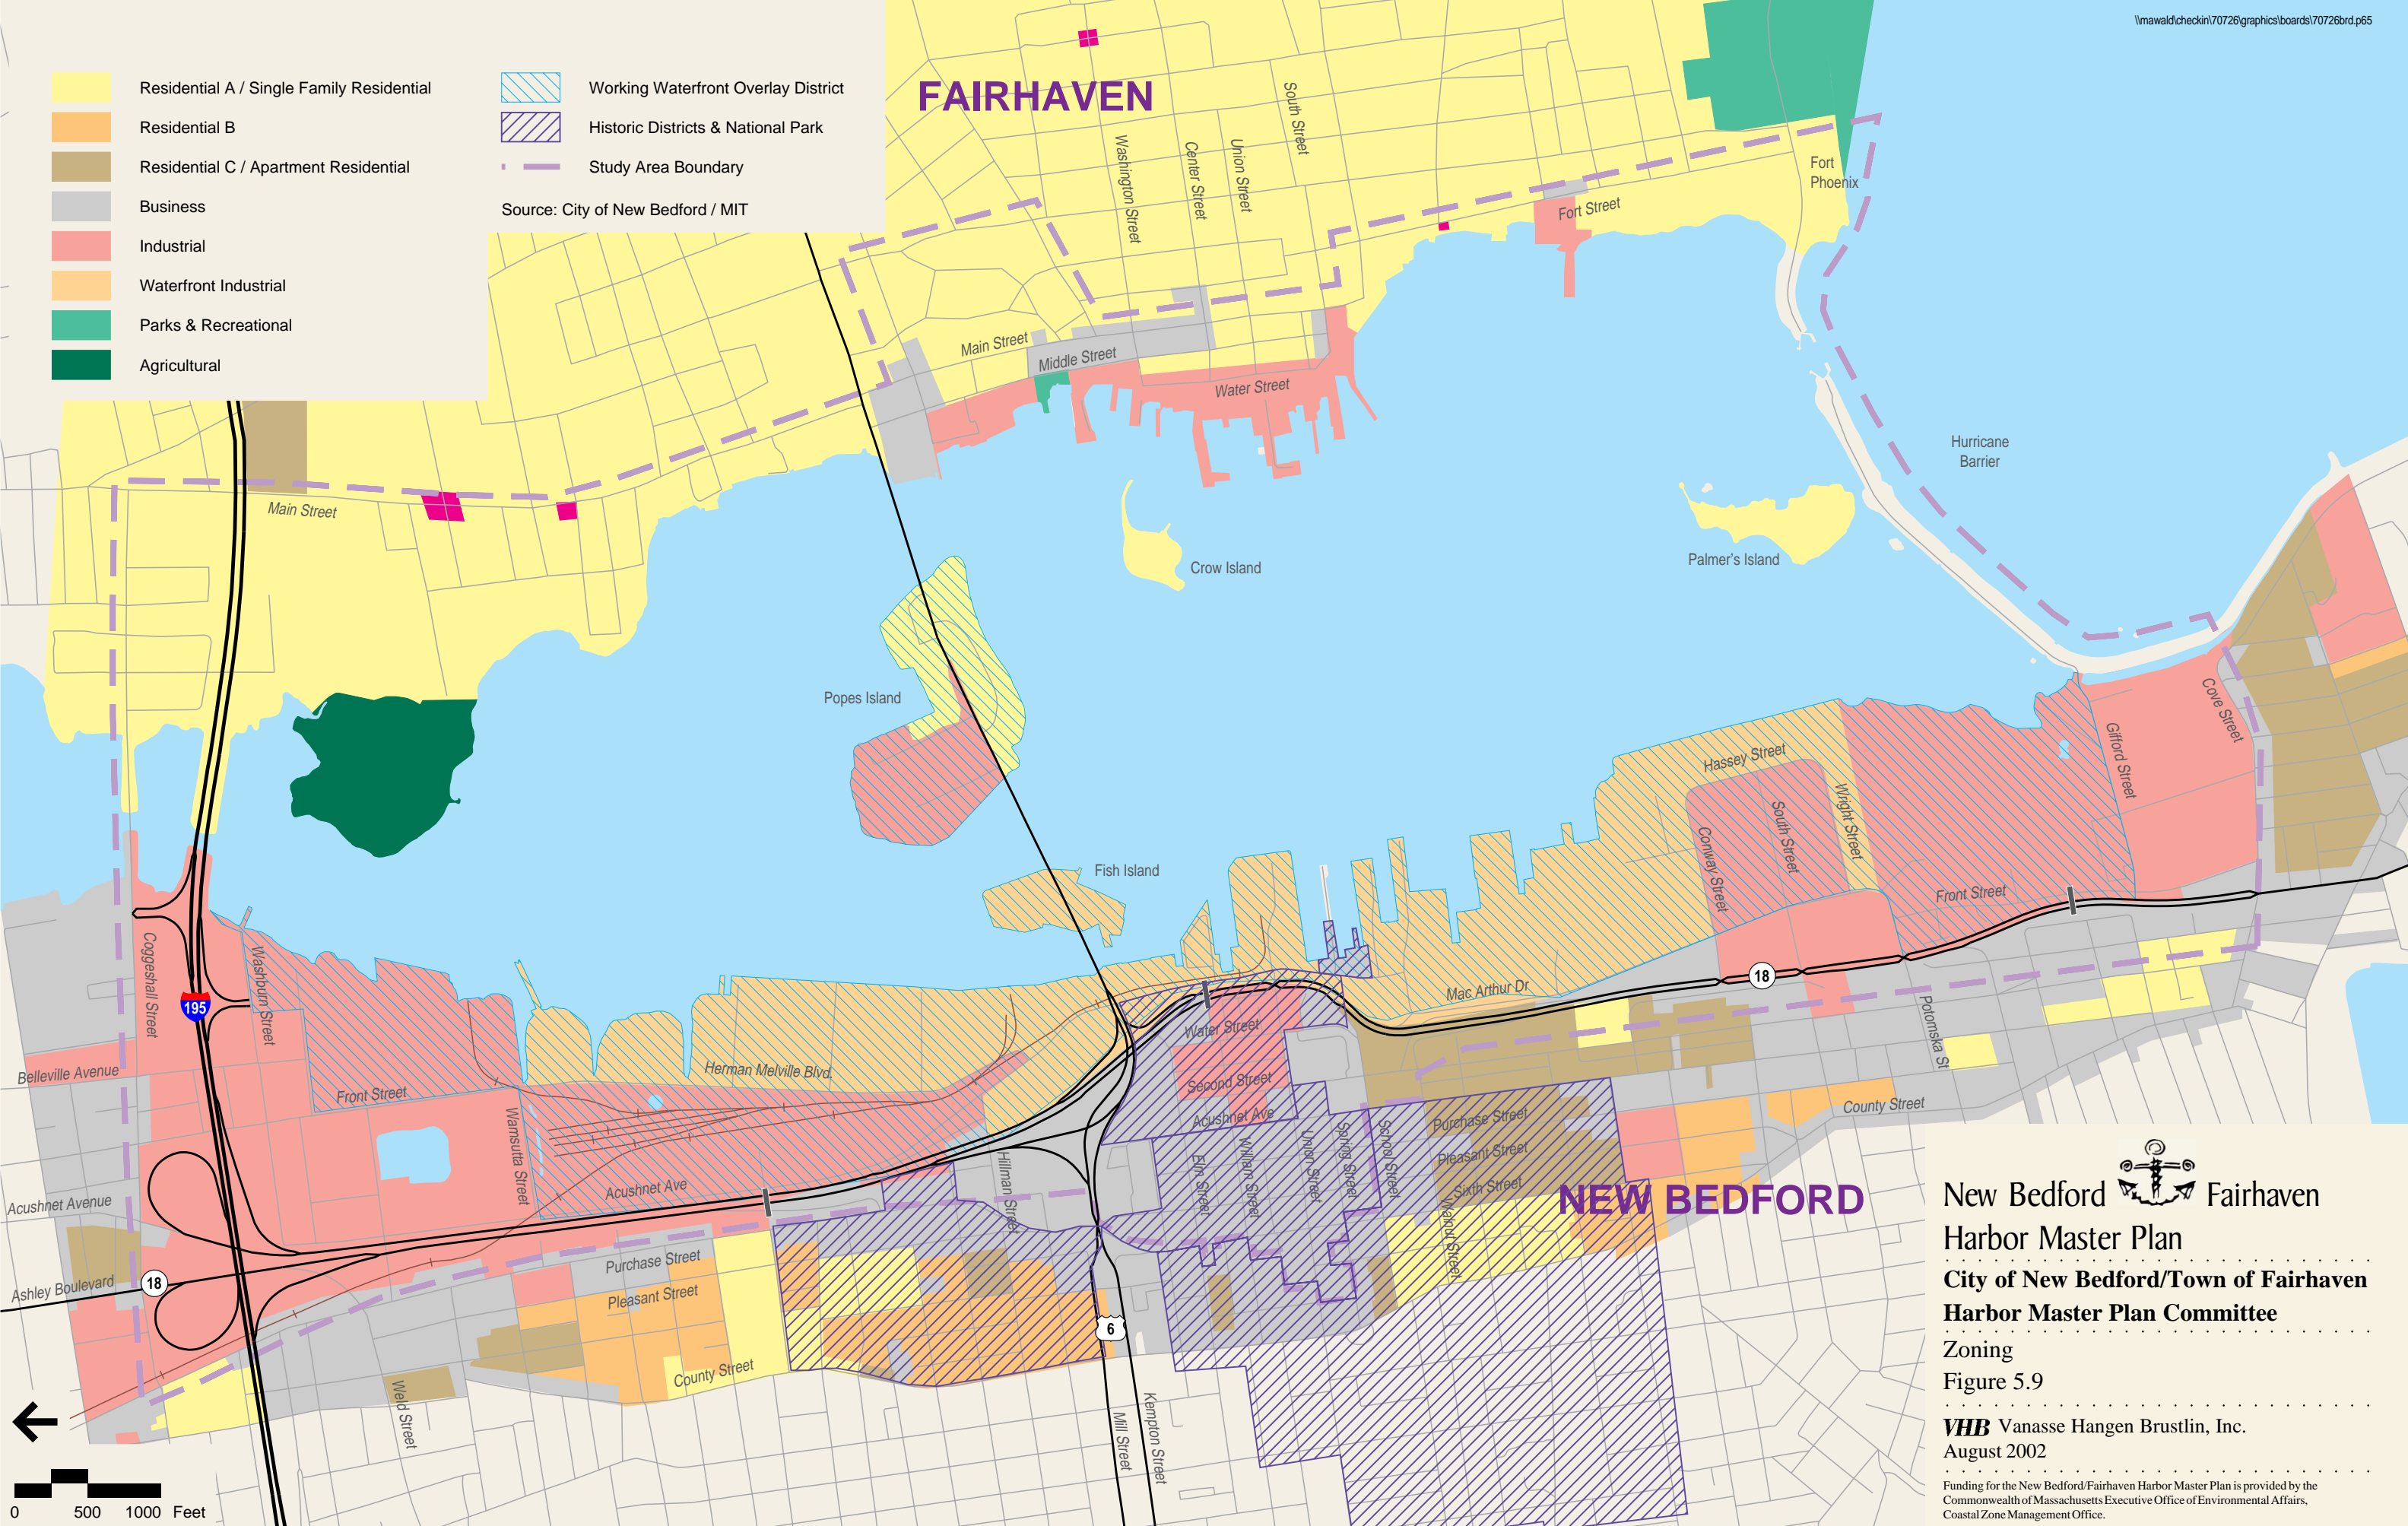 \\mawald\checkin\70726\graphics\boards\70726brd.p65
Residential A / Single Family Residential
Residential B
Residential C / Apartment Residential
Business
Industrial
Waterfront Industrial
Parks & Recreational
Agricultural
Working Waterfront Overlay District
Historic Districts & National Park
Study Area Boundary
Source: City of New Bedford / MIT
FAIRHAVEN
South Street
Washington Street
Center Street
Union Street
Fort
Phoenix
Fort Street
Main Street
Middle Street
Water Street
Hurricane
Barrier
Main Street
Crow Island
Palmer's Island
Popes Island
Cove Street
Gifford Street
Hassey Street
Wright Street
South Street
Conway Street
Fish Island
Front Street
Coggeshall Street
Washburn Street
195
18
Mac Arthur Dr
Potomska St
Water Street
Herman Melville Blvd.
Belleville Avenue
Front Street
Second Street
Wamsutta Street
Acushnet Ave
Purchase Street
County Street
Hillman Street
Elm Street
William Street
Union Street
Spring Street
School Street
Pleasant Street
Sixth Street
Walnut Street
NEW BEDFORD
Acushnet Avenue
Acushnet Ave
Purchase Street
Ashley Boulevard
18
Pleasant Street
6
County Street
Weld Street
Mill Street
Kempton Street
0 500 1000 Feet
New Bedford Fairhaven
Harbor Master Plan
City of New Bedford/Town of Fairhaven
Harbor Master Plan Committee
Zoning
Figure 5.9
VHB Vanasse Hangen Brustlin, Inc.
August 2002
Funding for the New Bedford/Fairhaven Harbor Master Plan is provided by the
Commonwealth of Massachusetts Executive Office of Environmental Affairs,
Coastal Zone Management Office.